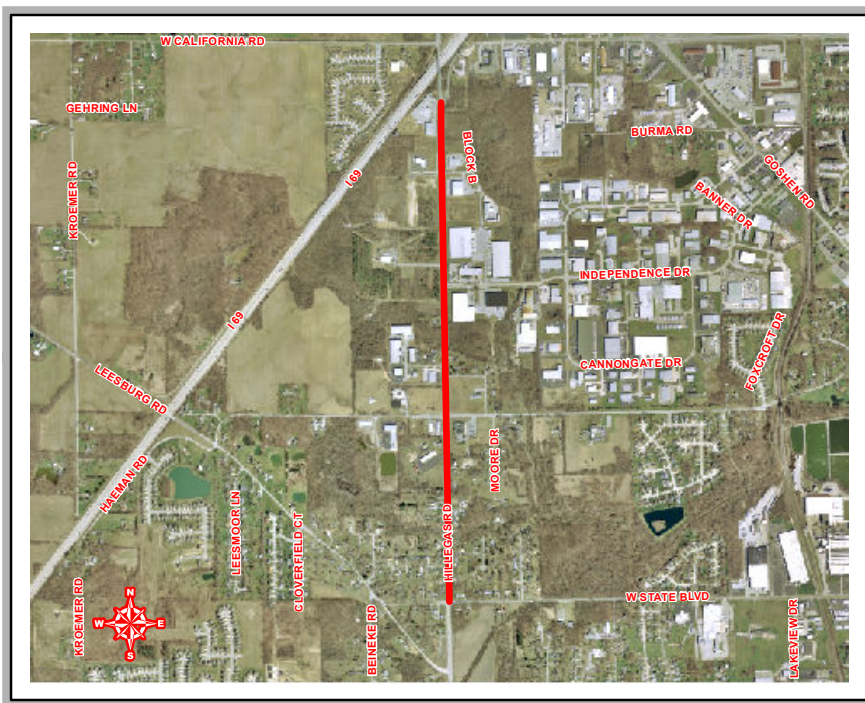 W CALIFORNIA RD
GEHRING LN
BURMA RD
BLOCK B
GOSHEN RD
I 69
KROEMER RD
BANNER DR
INDEPENDENCE DR
I 69
FOXCROFT DR
CANNONGATE DR
LEESBURG RD
MOORE DR
HAEMAN RD
LEESMOOR LN
CLOVERFIELD CT
HILLEGAS RD
W STATE BLVD
KROEMER RD
N
W E
S
BEINEKE RD
LAKEVIEW DR